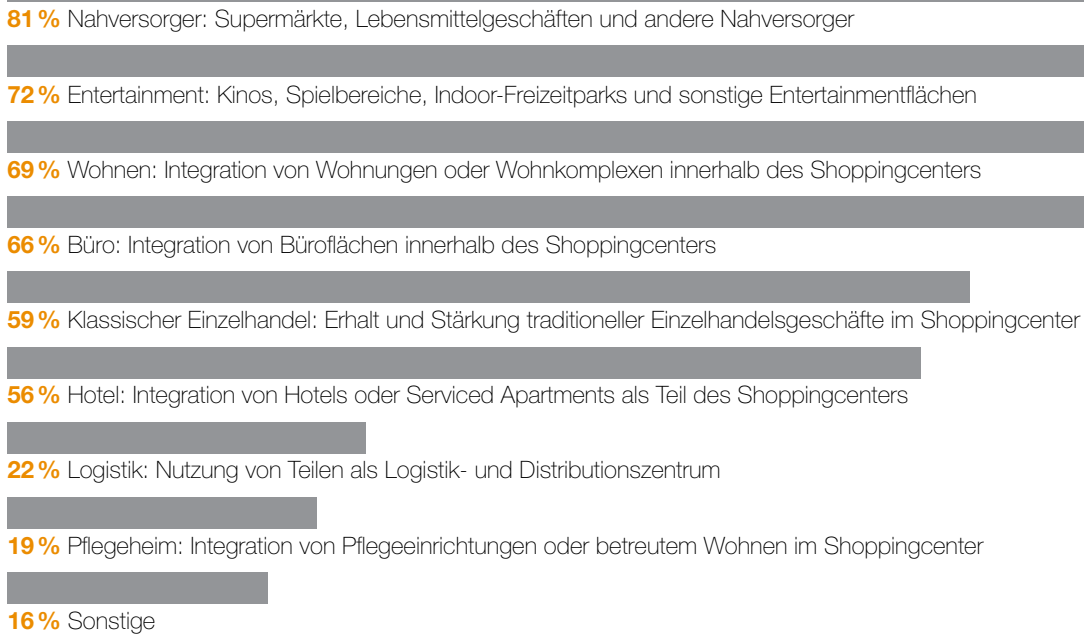 81 % Nahversorger: Supermärkte, Lebensmittelgeschäften und andere Nahversorger
72 % Entertainment: Kinos, Spielbereiche, Indoor-Freizeitparks und sonstige Entertainmentflächen
69 % Wohnen: Integration von Wohnungen oder Wohnkomplexen innerhalb des Shoppingcenters
66 % Büro: Integration von Büroflächen innerhalb des Shoppingcenters
59 % Klassischer Einzelhandel: Erhalt und Stärkung traditioneller Einzelhandelsgeschäfte im Shoppingcenter
56 % Hotel: Integration von Hotels oder Serviced Apartments als Teil des Shoppingcenters
22 % Logistik: Nutzung von Teilen als Logistik- und Distributionszentrum
19 % Pflegeheim: Integration von Pflegeeinrichtungen oder betreutem Wohnen im Shoppingcenter
16 % Sonstige